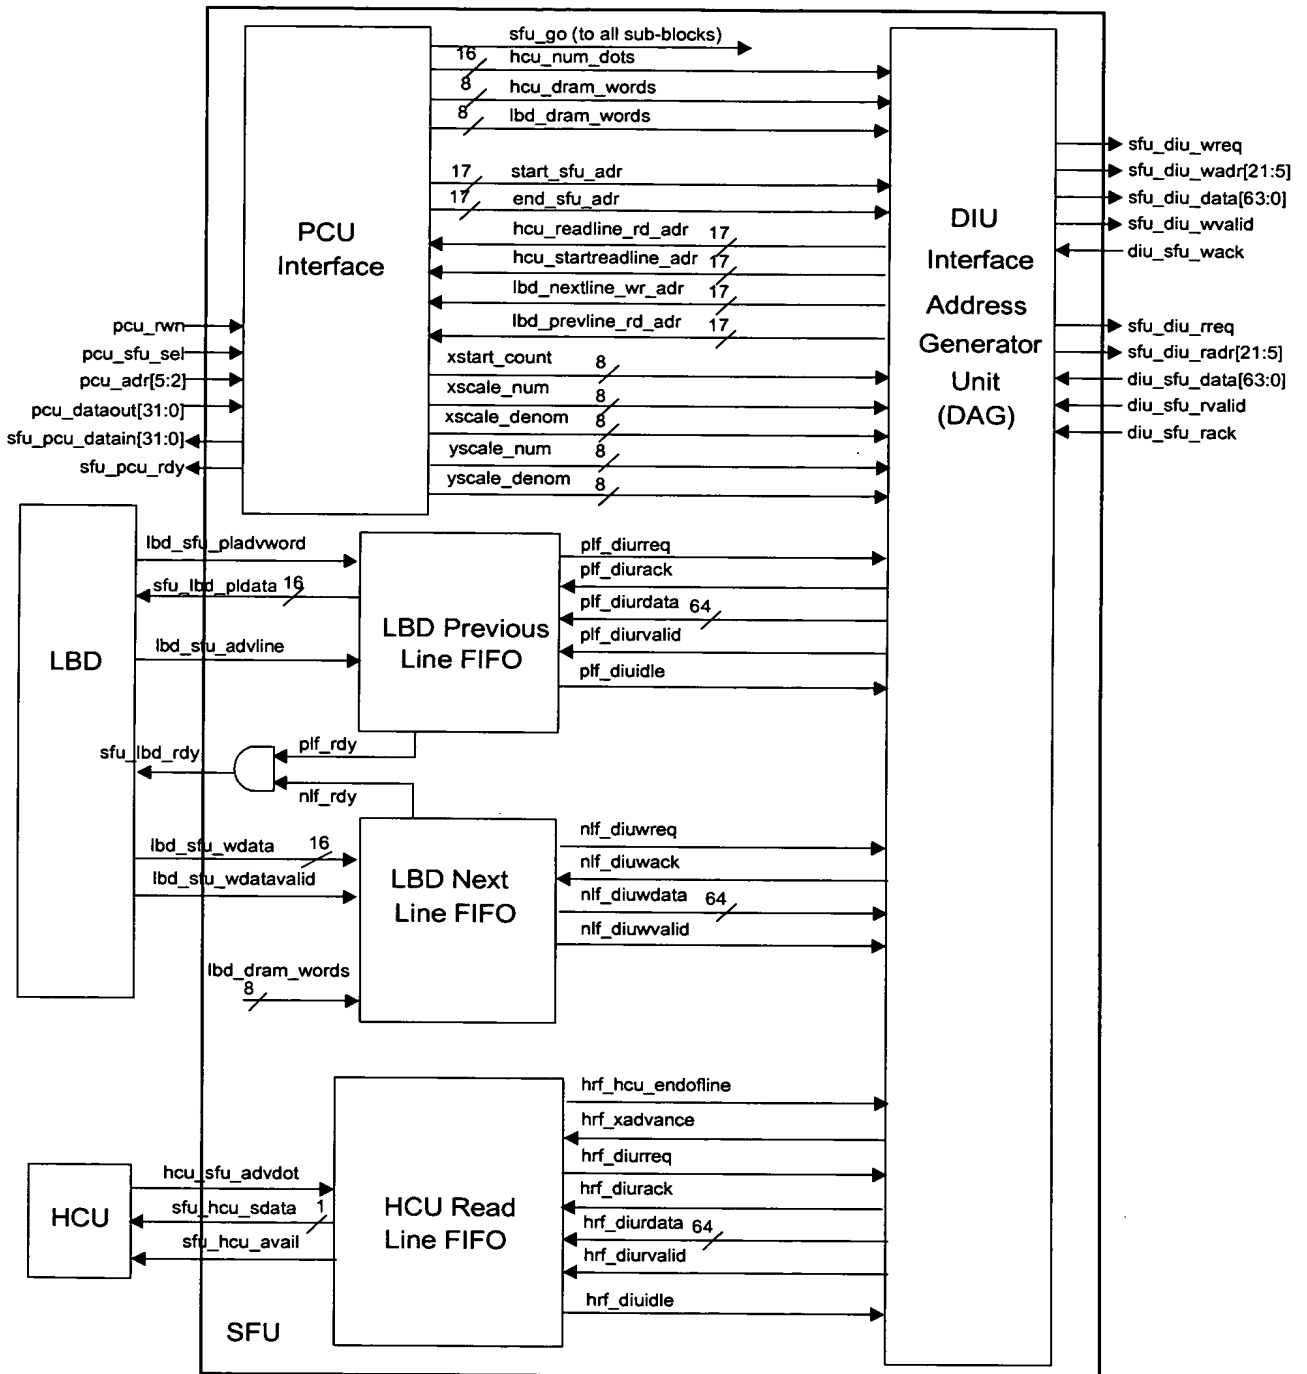 sfu_go (to all sub-blocks)
16
hcu_num_dots
8
hcu_dram_words
8
lbd_dram_words
17
start_sfu_adr
17
end_sfu_adr
hcu_readline_rd_adr
17
hcu_startreadline_adr
17
lbd_nextline_wr_adr
17
lbd_prevline_rd_adr
17
xstart_count
8
xscale_num
8
xscale_denom
8
yscale_num
8
yscale_denom
8
PCU
Interface
DIU
Interface
Address
Generator
Unit
(DAG)
sfu_diu_wreq
sfu_diu_wadr[21:5]
sfu_diu_data[63:0]
sfu_diu_wvalid
diu_sfu_wack
sfu_diu_rreq
sfu_diu_radr[21:5]
diu_sfu_data[63:0]
diu_sfu_rvalid
diu_sfu_rack
pcu_rwn
pcu_sfu_sel
pcu_adr[5:2]
pcu_dataout[31:0]
sfu_pcu_datain[31:0]
sfu_pcu_rdy
LBD
lbd_sfu_pladvword
sfu_lbd_pldata
16
lbd_sfu_advline
LBD Previous
Line FIFO
plf_diurreq
plf_diurack
plf_diurdata
64
plf_diurvalid
plf_diuidle
sfu_lbd_rdy
plf_rdy
nlf_rdy
lbd_sfu_wdata
16
lbd_sfu_wdatavalid
lbd_dram_words
8
LBD Next
Line FIFO
nlf_diuwreq
nlf_diuwack
nlf_diuwdata
64
nlf_diuwvalid
HCU
hcu_sfu_advdot
sfu_hcu_sdata
1
sfu_hcu_avail
HCU Read
Line FIFO
hrf_hcu_endofline
hrf_xadvance
hrf_diurreq
hrf_diurack
hrf_diurdata
64
hrf_diurvalid
hrf_diuidle
SFU